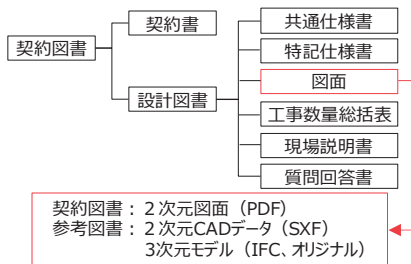 契約図書
契約書
設計図書
共通仕様書
特記仕様書
図面
工事数量総括表
現場説明書
質問回答書
契約図書：２次元図面（PDF）
参考図書：２次元CADデータ（SXF）
3次元モデル（IFC、オリジナル）